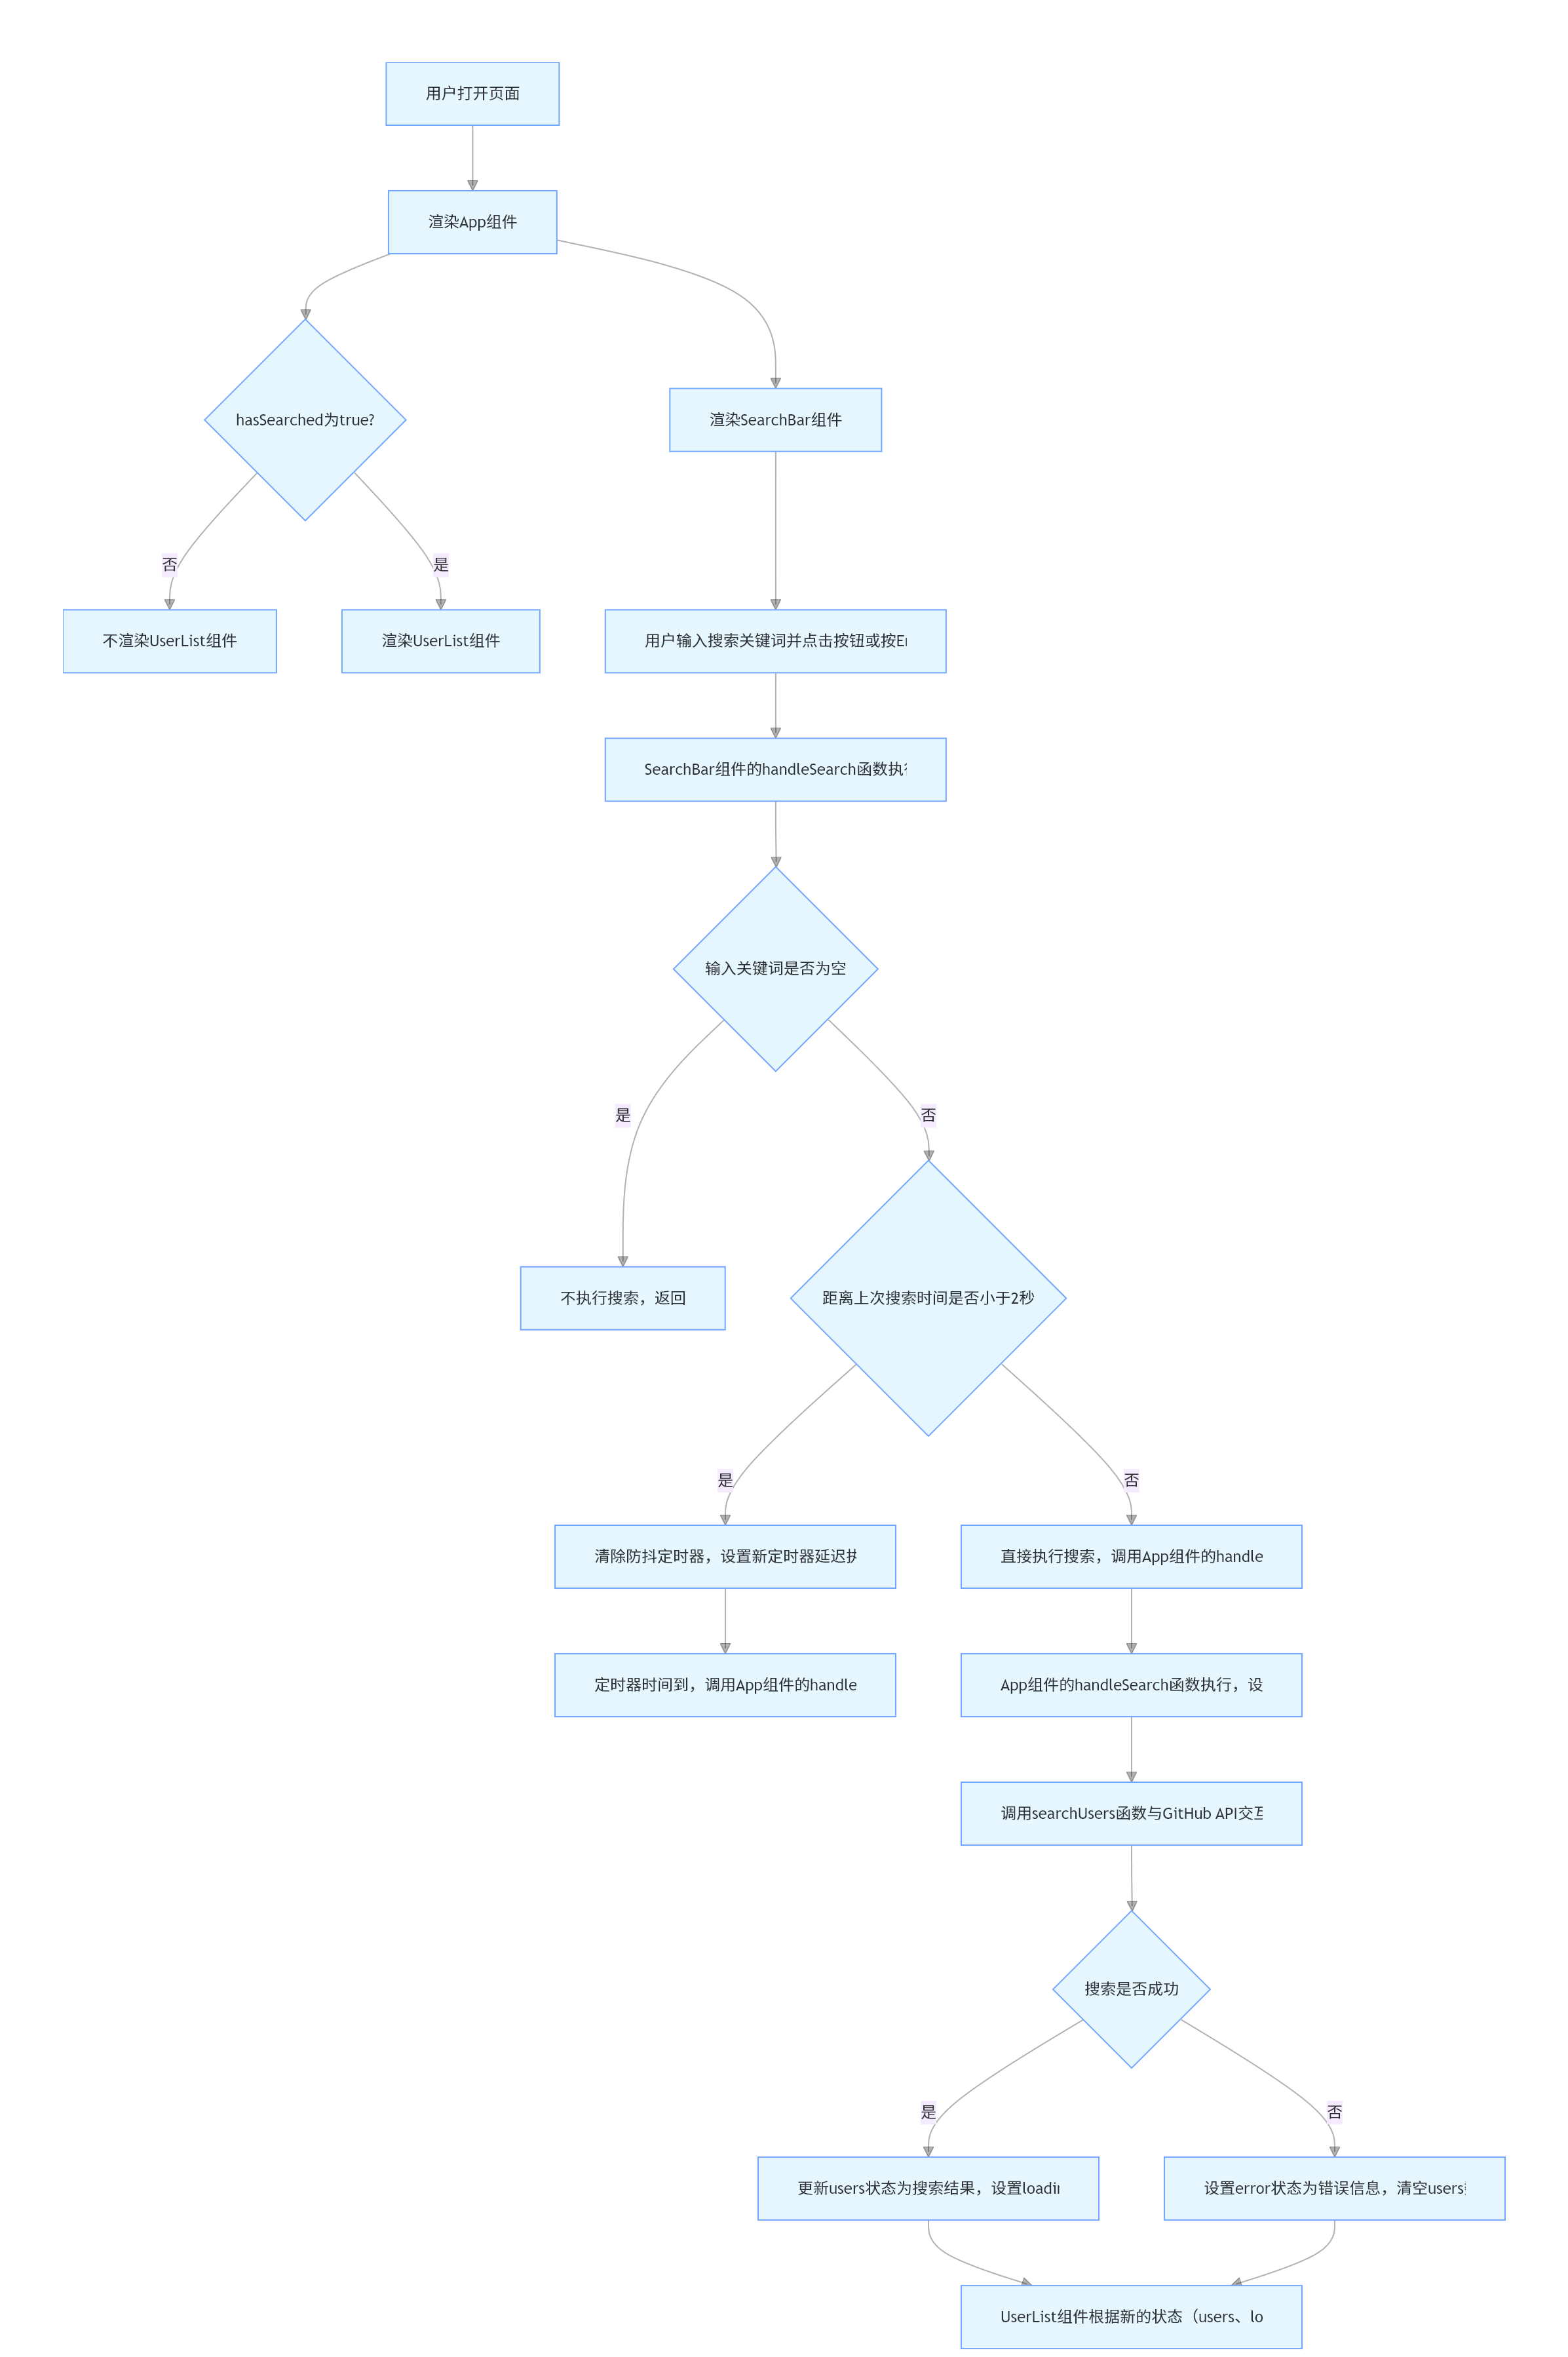 用户打开页面
渲染App组件
hasSearched为true?
渲染SearchBar组件
否
是
不渲染UserList组件
渲染UserList组件
用户输入搜索关键词并点击按钮或按
SearchBar组件的handleSearch函数执
输入关键词是否为空
是
否
不执行搜索，返回
距离上次搜索时间是否小于2秒
是
否
清除防抖定时器，设置新定时器延迟
直接执行搜索，调用App组件的handle
定时器时间到，调用App组件的handle
App组件的handleSearch函数执行，设
调用searchUsers函数与GitHub API交互
搜索是否成功
是
否
更新users状态为搜索结果，设置loadi
设置error状态为错误信息，清空users
UserList组件根据新的状态（users、lo